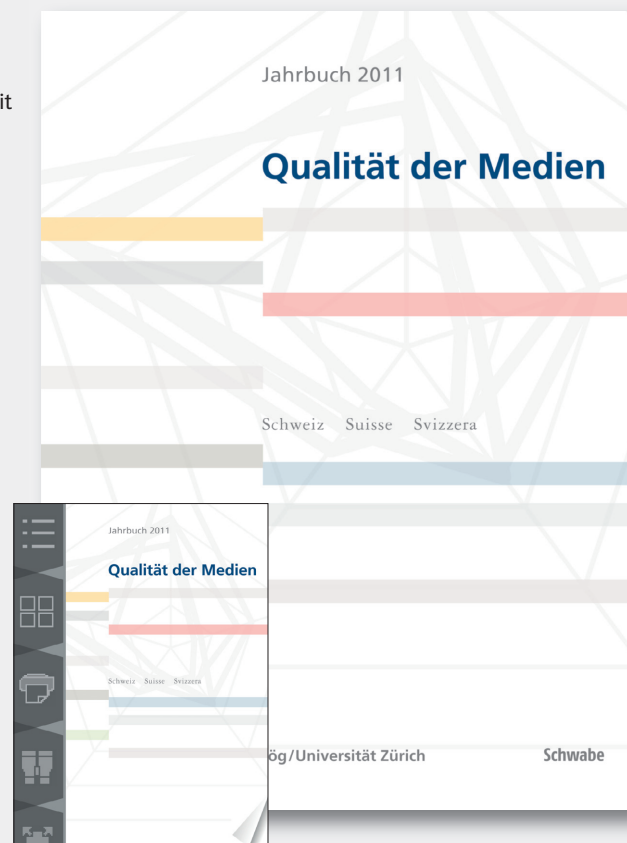 it
Jahrbuch 2011
Qualität der Medien
Schweiz Suisse Svizzera
Jahrbuch 2011
Qualität der Medien
Schweiz Suisse Svizzera
ög/Universität Zürich Schwabe